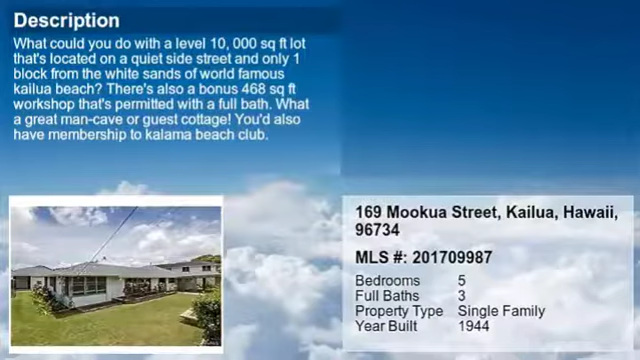 Description
What could you do with a level 10, 000 sq ft lot
that's located on a quiet side street and only 1
block from the white sands of world famous
kailua beach? There's also a bonus 468 sq ft
workshop that's permitted with a full bath. What
a great man-cave or guest cottage! You'd also
have membership to kalama beach club.
169 Mookua Street, Kailua, Hawaii,
96734
MLS #: 201709987
Bedrooms 5
Full Baths 3
Property Type Single Family
Year Built 1944